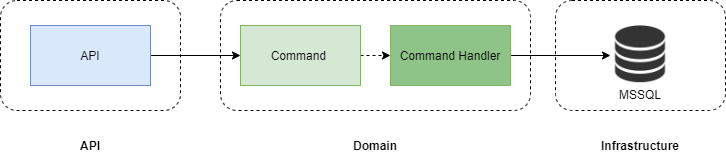 API
Command
Command Handler
MSSQL
API
Domain
Infrastructure